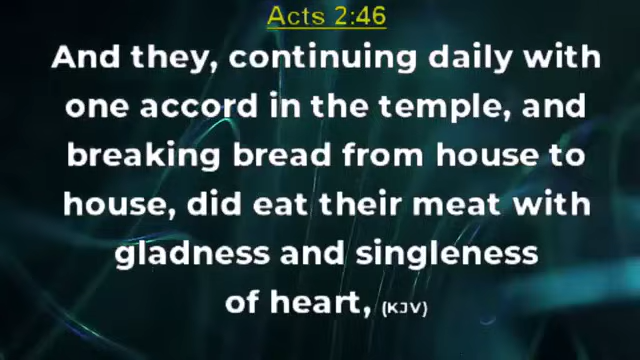 Acts 2:46
And they, continuing daily with
one accord in the temple, and
breaking bread from house to
house, did eat their meat with
gladness and singleness
of heart, (KJV)